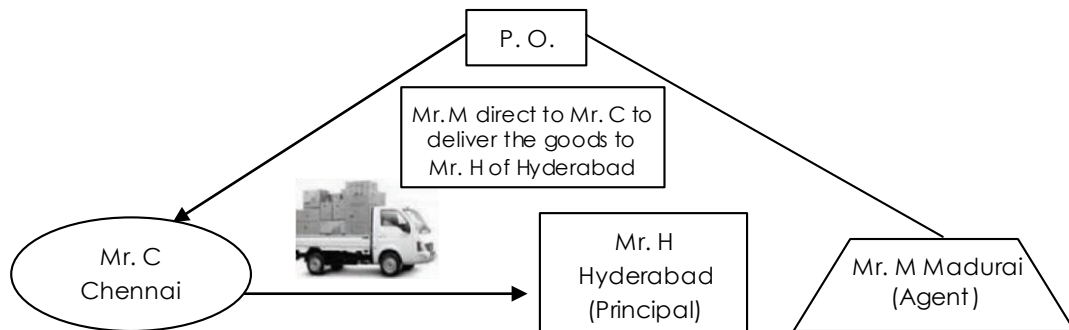 P. O.
Mr. M direct to Mr. C to
deliver the goods to
Mr. H of Hyderabad
Mr. C
Chennai
Mr. H
Hyderabad
(Principal)
Mr. M Madurai
(Agent)